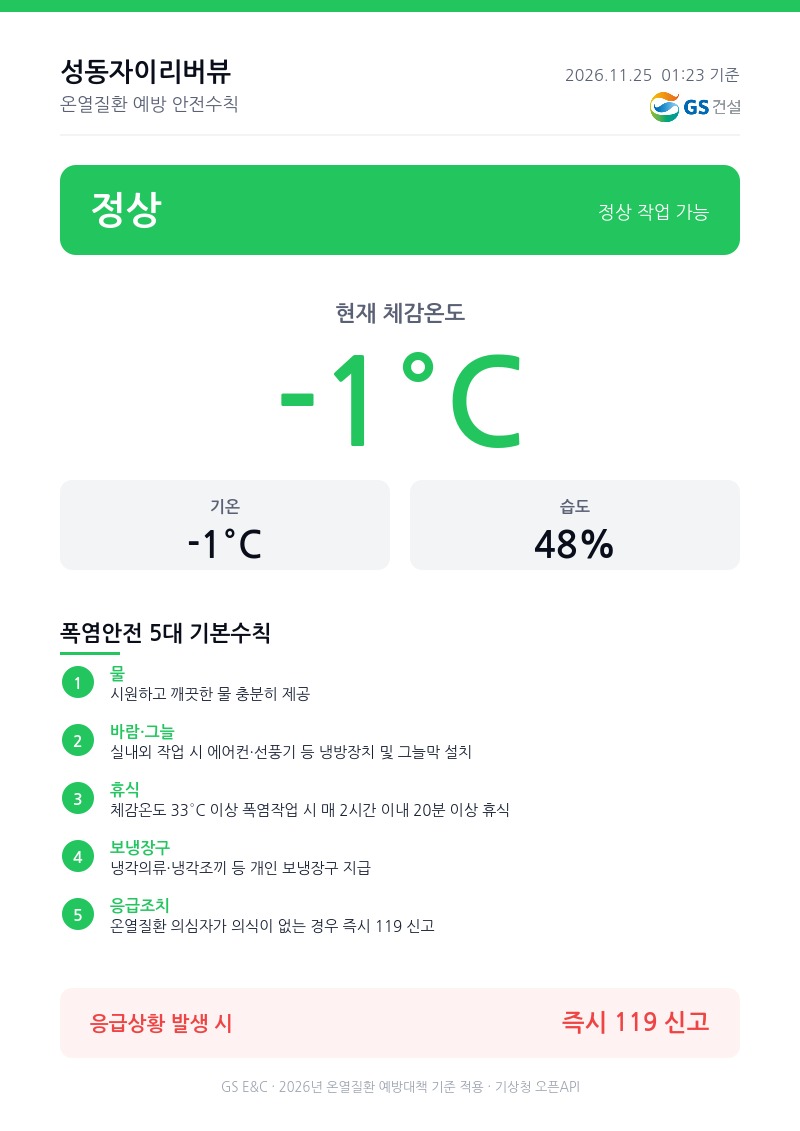 성동자이리버뷰
2026.11.25 01:23 기준
온열질환 예방 안전수칙
GS건설
정상
정상 작업 가능
현재 체감온도
-1°C
기온
습도
-1°C
48%
폭염안전 5대 기본수칙
1
물
시원하고 깨끗한 물 충분히 제공
2
바람·그늘
실내외 작업 시 에어컨·선풍기 등 냉방장치 및 그늘막 설치
3
휴식
체감온도 33°C 이상 폭염작업 시 매 2시간 이내 20분 이상 휴식
4
보냉장구
냉각의류·냉각조끼 등 개인 보냉장구 지급
5
응급조치
온열질환 의심자가 의식이 없는 경우 즉시 119 신고
응급상황 발생 시
즉시 119 신고
GS E&C · 2026년 온열질환 예방대책 기준 적용 · 기상청 오픈API